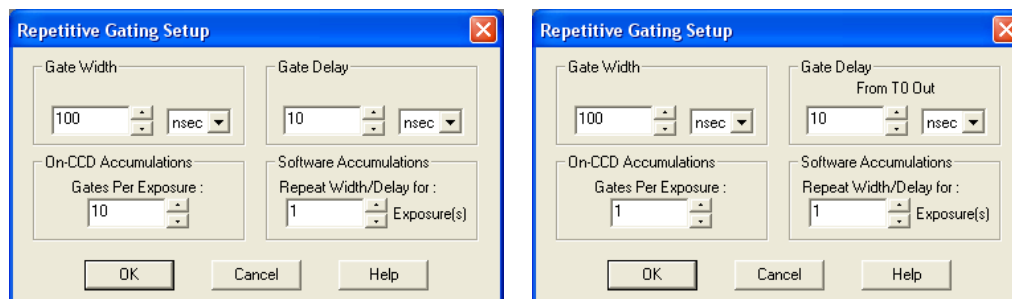 Repetitive Gating Setup
Gate Width
Gate Delay
100
nsec
10
nsec
On-CCD Accumulations
Software Accumulations
Gates Per Exposure :
Repeat Width/Delay for :
10
1
Exposure(s)
OK
Cancel
Help
Repetitive Gating Setup
Gate Width
Gate Delay
From T0 Out
100
nsec
10
nsec
On-CCD Accumulations
Software Accumulations
Gates Per Exposure :
Repeat Width/Delay for :
1
1
Exposure(s)
OK
Cancel
Help